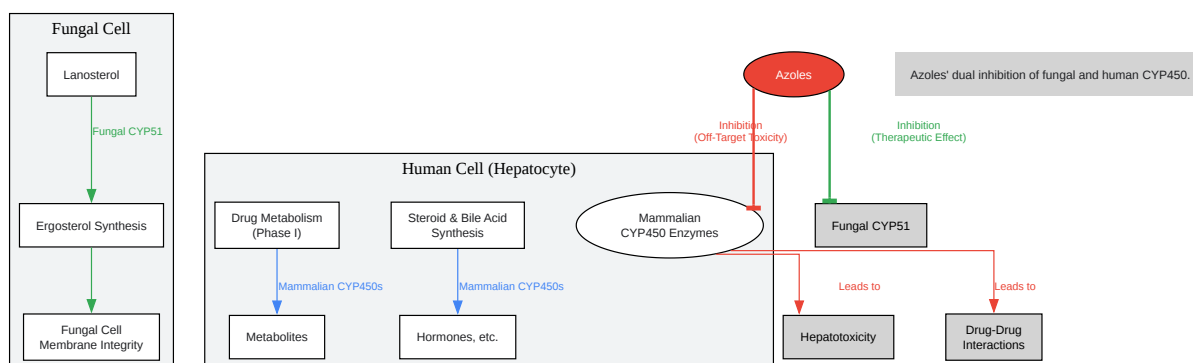 Fungal Cell
Lanosterol
Fungal CYP51
Ergosterol Synthesis
Fungal Cell
Membrane Integrity
Human Cell (Hepatocyte)
Drug Metabolism
(Phase I)
Mammalian CYP450s
Metabolites
Steroid & Bile Acid
Synthesis
Mammalian CYP450s
Hormones, etc.
Mammalian
CYP450 Enzymes
Azoles
Inhibition
(Off-Target Toxicity)
Inhibition
(Therapeutic Effect)
Fungal CYP51
Leads to
Hepatotoxicity
Leads to
Drug-Drug
Interactions
Azoles' dual inhibition of fungal and human CYP450.